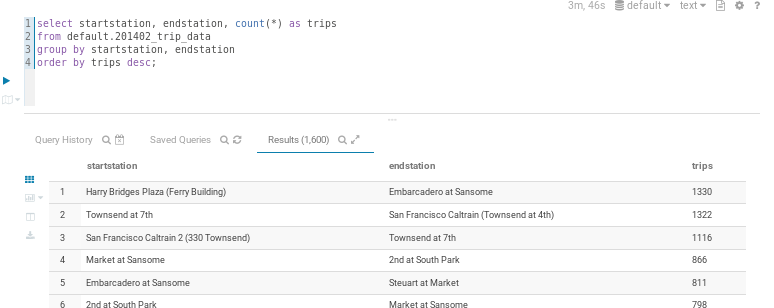 3m, 46s default text ?
1 select startstation, endstation, count(*) as trips
2 from default.201402_trip_data
3 group by startstation, endstation
4 order by trips desc;
Query History Saved Queries Results (1,600)
startstation endstation trips
1 Harry Bridges Plaza (Ferry Building) Embarcadero at Sansome 1330
2 Townsend at 7th San Francisco Caltrain (Townsend at 4th) 1322
3 San Francisco Caltrain 2 (330 Townsend) Townsend at 7th 1116
4 Market at Sansome 2nd at South Park 866
5 Embarcadero at Sansome Steuart at Market 811
6 2nd at South Park Market at Sansome 798